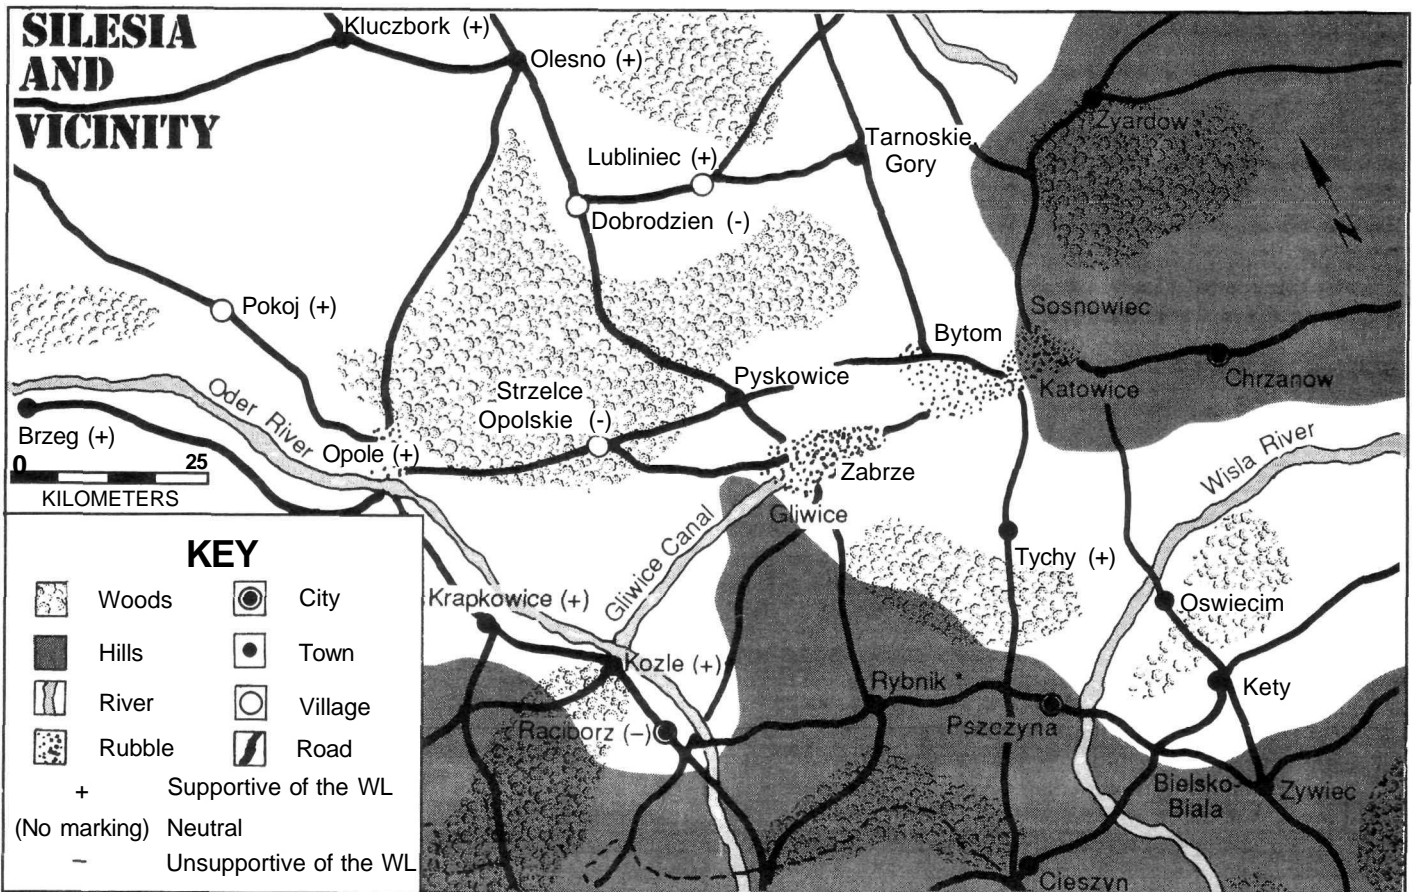 SILESIA
AND
VICINITY
Kluczbork (+)
Olesno (+)
Zyardow
Tarnoskie
Gory
Lubliniec (+)
Dobrodzien (-)
Pokoj (+)
Sosnowiec
Bytom
Katowice
Chrzanow
Pyskowice
Strzelce
Opolskie (-)
Oder River
Brzeg (+)
Opole (+)
Zabrze
Gliwice
Wisla River
0 25
KILOMETERS
Gliwice Canal
Tychy (+)
Krapkowice (+)
Oswiecim
Kozle (+)
Rybnik *
Pszczyna
Kety
Raciborz (–)
Bielsko-
Biala
Zywiec
Cieszyn
N
KEY
Woods
City
Hills
Town
River
Village
Rubble
Road
+ Supportive of the WL
(No marking) Neutral
– Unsupportive of the WL